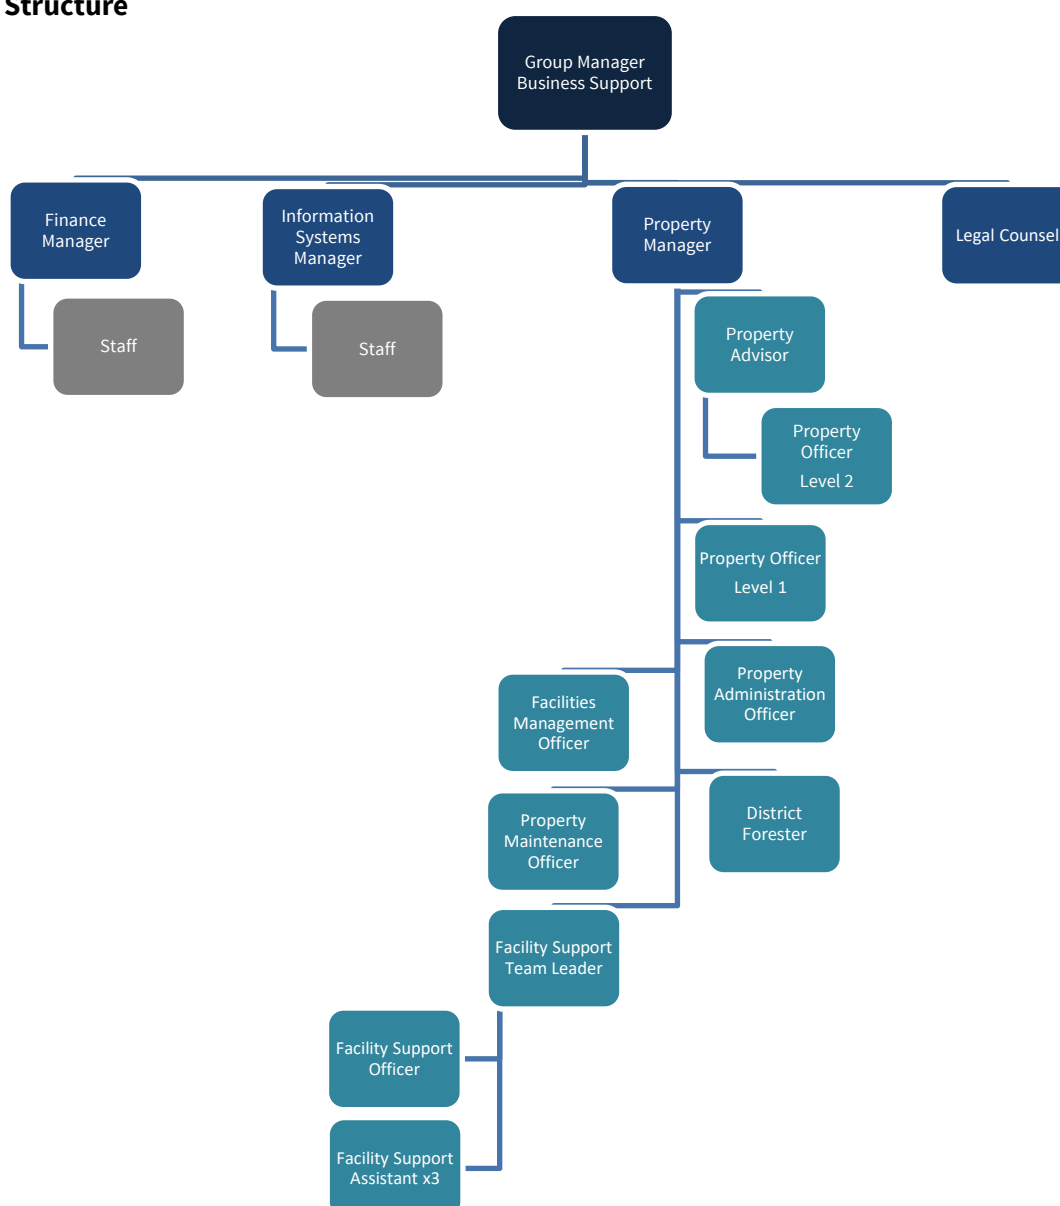 Structure
Group Manager
Business Support
Finance
Manager
Information
Systems
Manager
Property
Manager
Legal Counsel
Staff
Staff
Property
Advisor
Property
Officer
Level 2
Property Officer
Level 1
Property
Administration
Officer
Facilities
Management
Officer
District
Forester
Property
Maintenance
Officer
Facility Support
Team Leader
Facility Support
Officer
Facility Support
Assistant x3